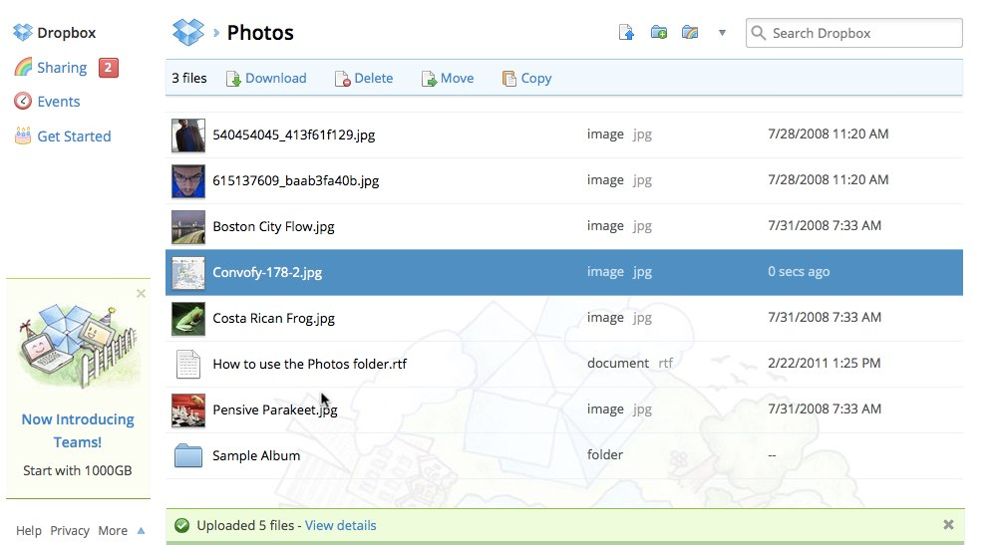 Dropbox
Sharing 2
Events
Get Started
Now Introducing
Teams!
Start with 1000GB
Help Privacy More
› Photos
Search Dropbox
3 files Download Delete Move Copy
540454045_413f61f129.jpg image jpg 7/28/2008 11:20 AM
615137609_baab3fa40b.jpg image jpg 7/28/2008 11:20 AM
Boston City Flow.jpg image jpg 7/31/2008 7:33 AM
Convofy-178-2.jpg image jpg 0 secs ago
Costa Rican Frog.jpg image jpg 7/31/2008 7:33 AM
How to use the Photos folder.rtf document rtf 2/22/2011 1:25 PM
Pensive Parakeet.jpg image jpg 7/31/2008 7:33 AM
Sample Album folder --
Uploaded 5 files - View details